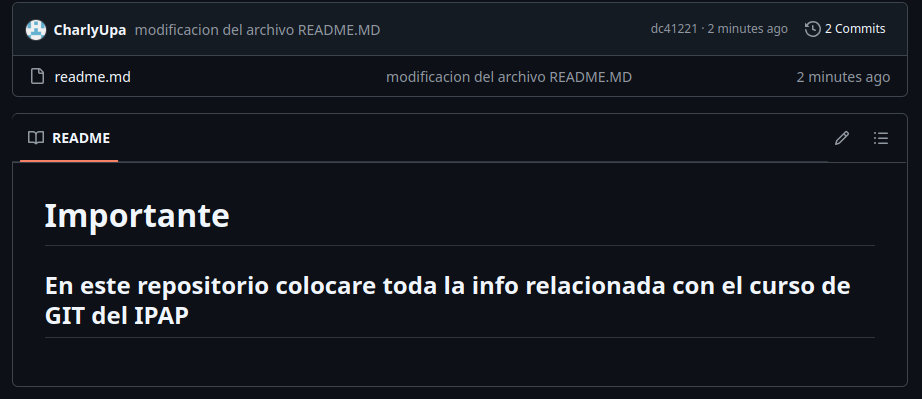 CharlyUpa modificacion del archivo README.MD dc41221 · 2 minutes ago 2 Commits
readme.md modificacion del archivo README.MD 2 minutes ago
README
Importante
En este repositorio colocare toda la info relacionada con el curso de
GIT del IPAP